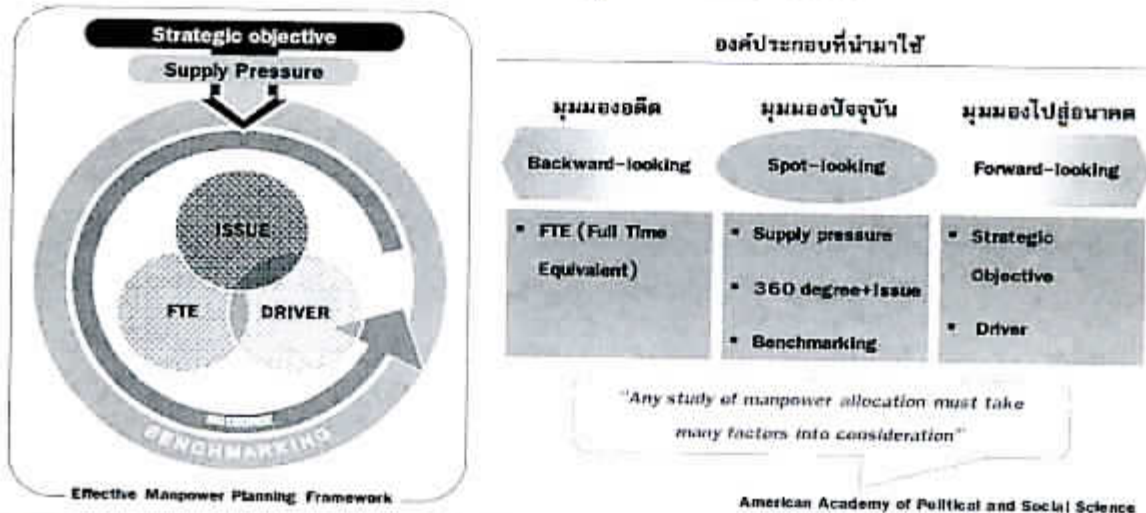 Strategic objective
Supply Pressure
ISSUE
FTE
DRIVER
BENCHMARKING
Effective Manpower Planning Framework
องค์ประกอบที่นำมาใช้
มุมมองอดีต
มุมมองปัจจุบัน
มุมมองไปสู่อนาคต
Backward-looking
Spot-looking
Forward-looking
▪ FTE (Full Time
Equivalent)
▪ Supply pressure
▪ 360 degree+Issue
▪ Benchmarking
▪ Strategic
Objective
▪ Driver
"Any study of manpower allocation must take
many factors into consideration"
American Academy of Political and Social Science